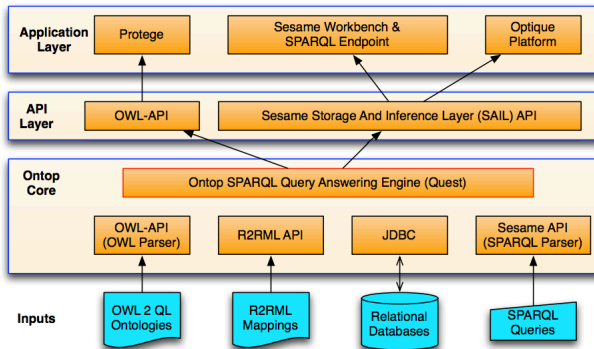 Application
Layer
Protege
Sesame Workbench &
SPARQL Endpoint
Optique
Platform
API
Layer
OWL-API
Sesame Storage And Inference Layer (SAIL) API
Ontop
Core
Ontop SPARQL Query Answering Engine (Quest)
OWL-API
(OWL Parser)
R2RML API
JDBC
Sesame API
(SPARQL Parser)
Inputs
OWL 2 QL
Ontologies
R2RML
Mappings
Relational
Databases
SPARQL
Queries